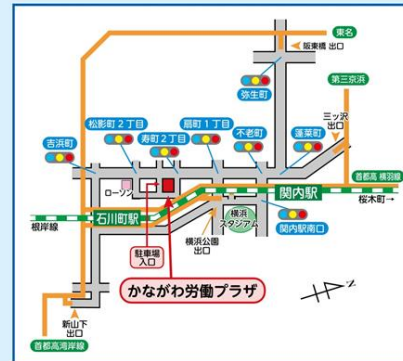 東名
阪東橋 出口
第三京浜
弥生町
三ッ沢
出口
松影町2丁目
扇町1丁目
吉浜町
寿町2丁目
不老町
蓬莱町
首都高 横羽線
ローソン
関内駅
桜木町→
石川町駅
横浜
スタジアム
根岸線
関内駅南口
駐車場
入口
横浜公園
出口
かながわ労働プラザ
N
新山下
出口
首都高湾岸線